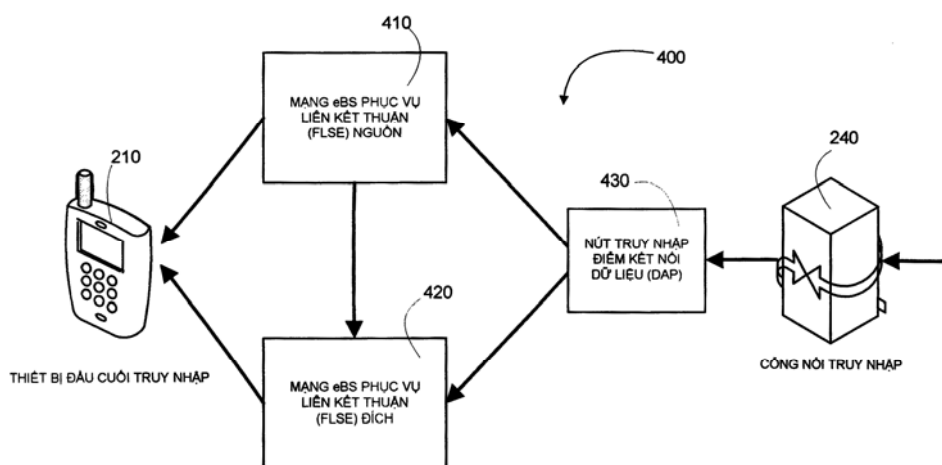 410
MẠNG eBS PHỤC VỤ
LIÊN KẾT THUẬN
(FLSE) NGUỒN
400
210
240
430
NÚT TRUY NHẬP
ĐIỂM KẾT NỐI
DỮ LIỆU (DAP)
420
MẠNG eBS PHỤC VỤ
LIÊN KẾT THUẬN
(FLSE) ĐÍCH
THIẾT BỊ ĐẦU CUỐI TRUY NHẬP
CÔNG NỐI TRUY NHẬP